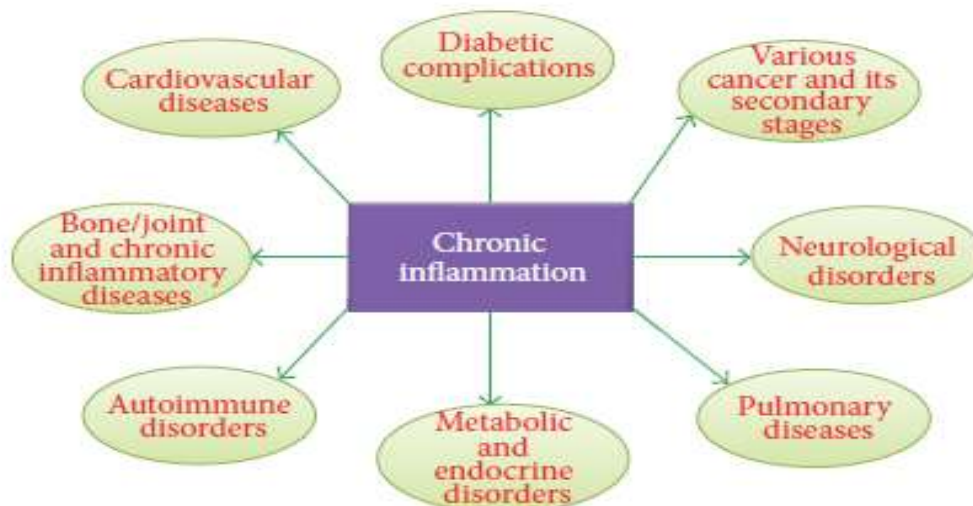 Cardiovascular
diseases
Diabetic
complications
Various
cancer and its
secondary
stages
Bone/joint
and chronic
inflammatory
diseases
Chronic
inflammation
Neurological
disorders
Autoimmune
disorders
Metabolic
and
endocrine
disorders
Pulmonary
diseases